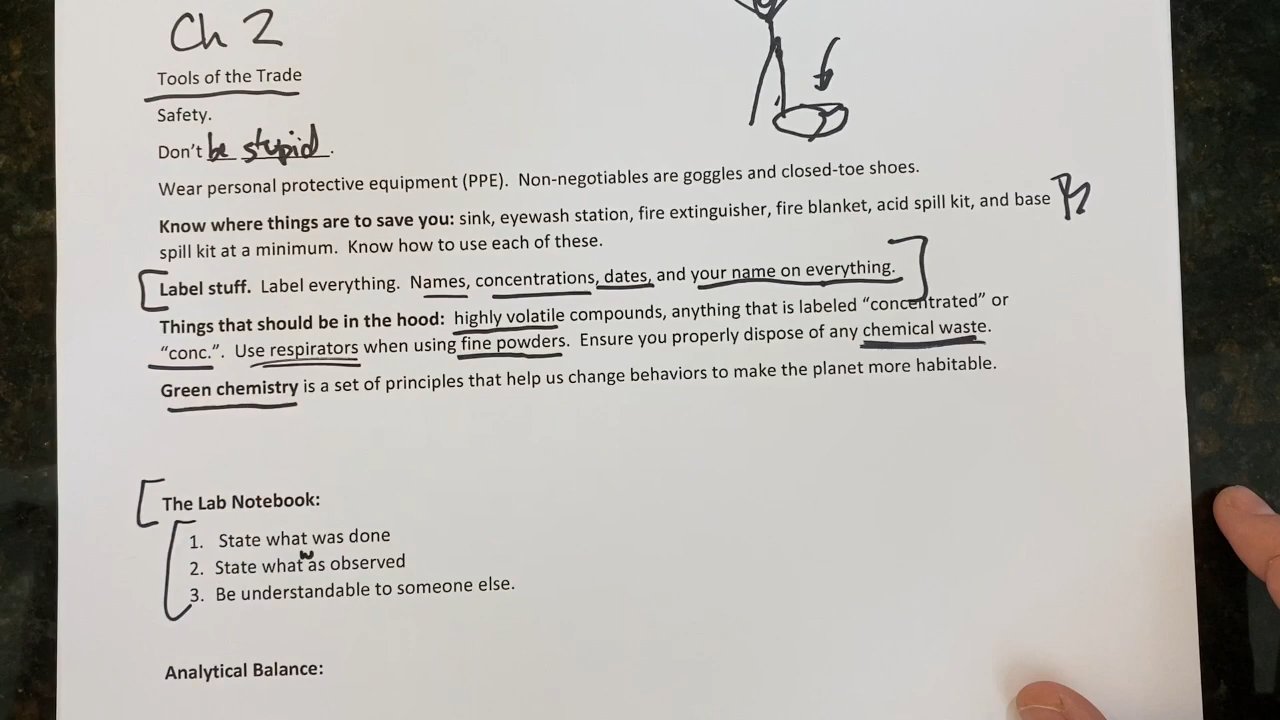 Ch 2
Tools of the Trade
Safety.
Don't be stupid.
Wear personal protective equipment (PPE). Non-negotiables are goggles and closed-toe shoes.
Know where things are to save you: sink, eyewash station, fire extinguisher, fire blanket, acid spill kit, and base
spill kit at a minimum. Know how to use each of these.
Label stuff. Label everything. Names, concentrations, dates, and your name on everything.
Things that should be in the hood: highly volatile compounds, anything that is labeled “concentrated” or
“conc.”. Use respirators when using fine powders. Ensure you properly dispose of any chemical waste.
Green chemistry is a set of principles that help us change behaviors to make the planet more habitable.
The Lab Notebook:
1. State what was done
2. State what was observed
3. Be understandable to someone else.
Analytical Balance: